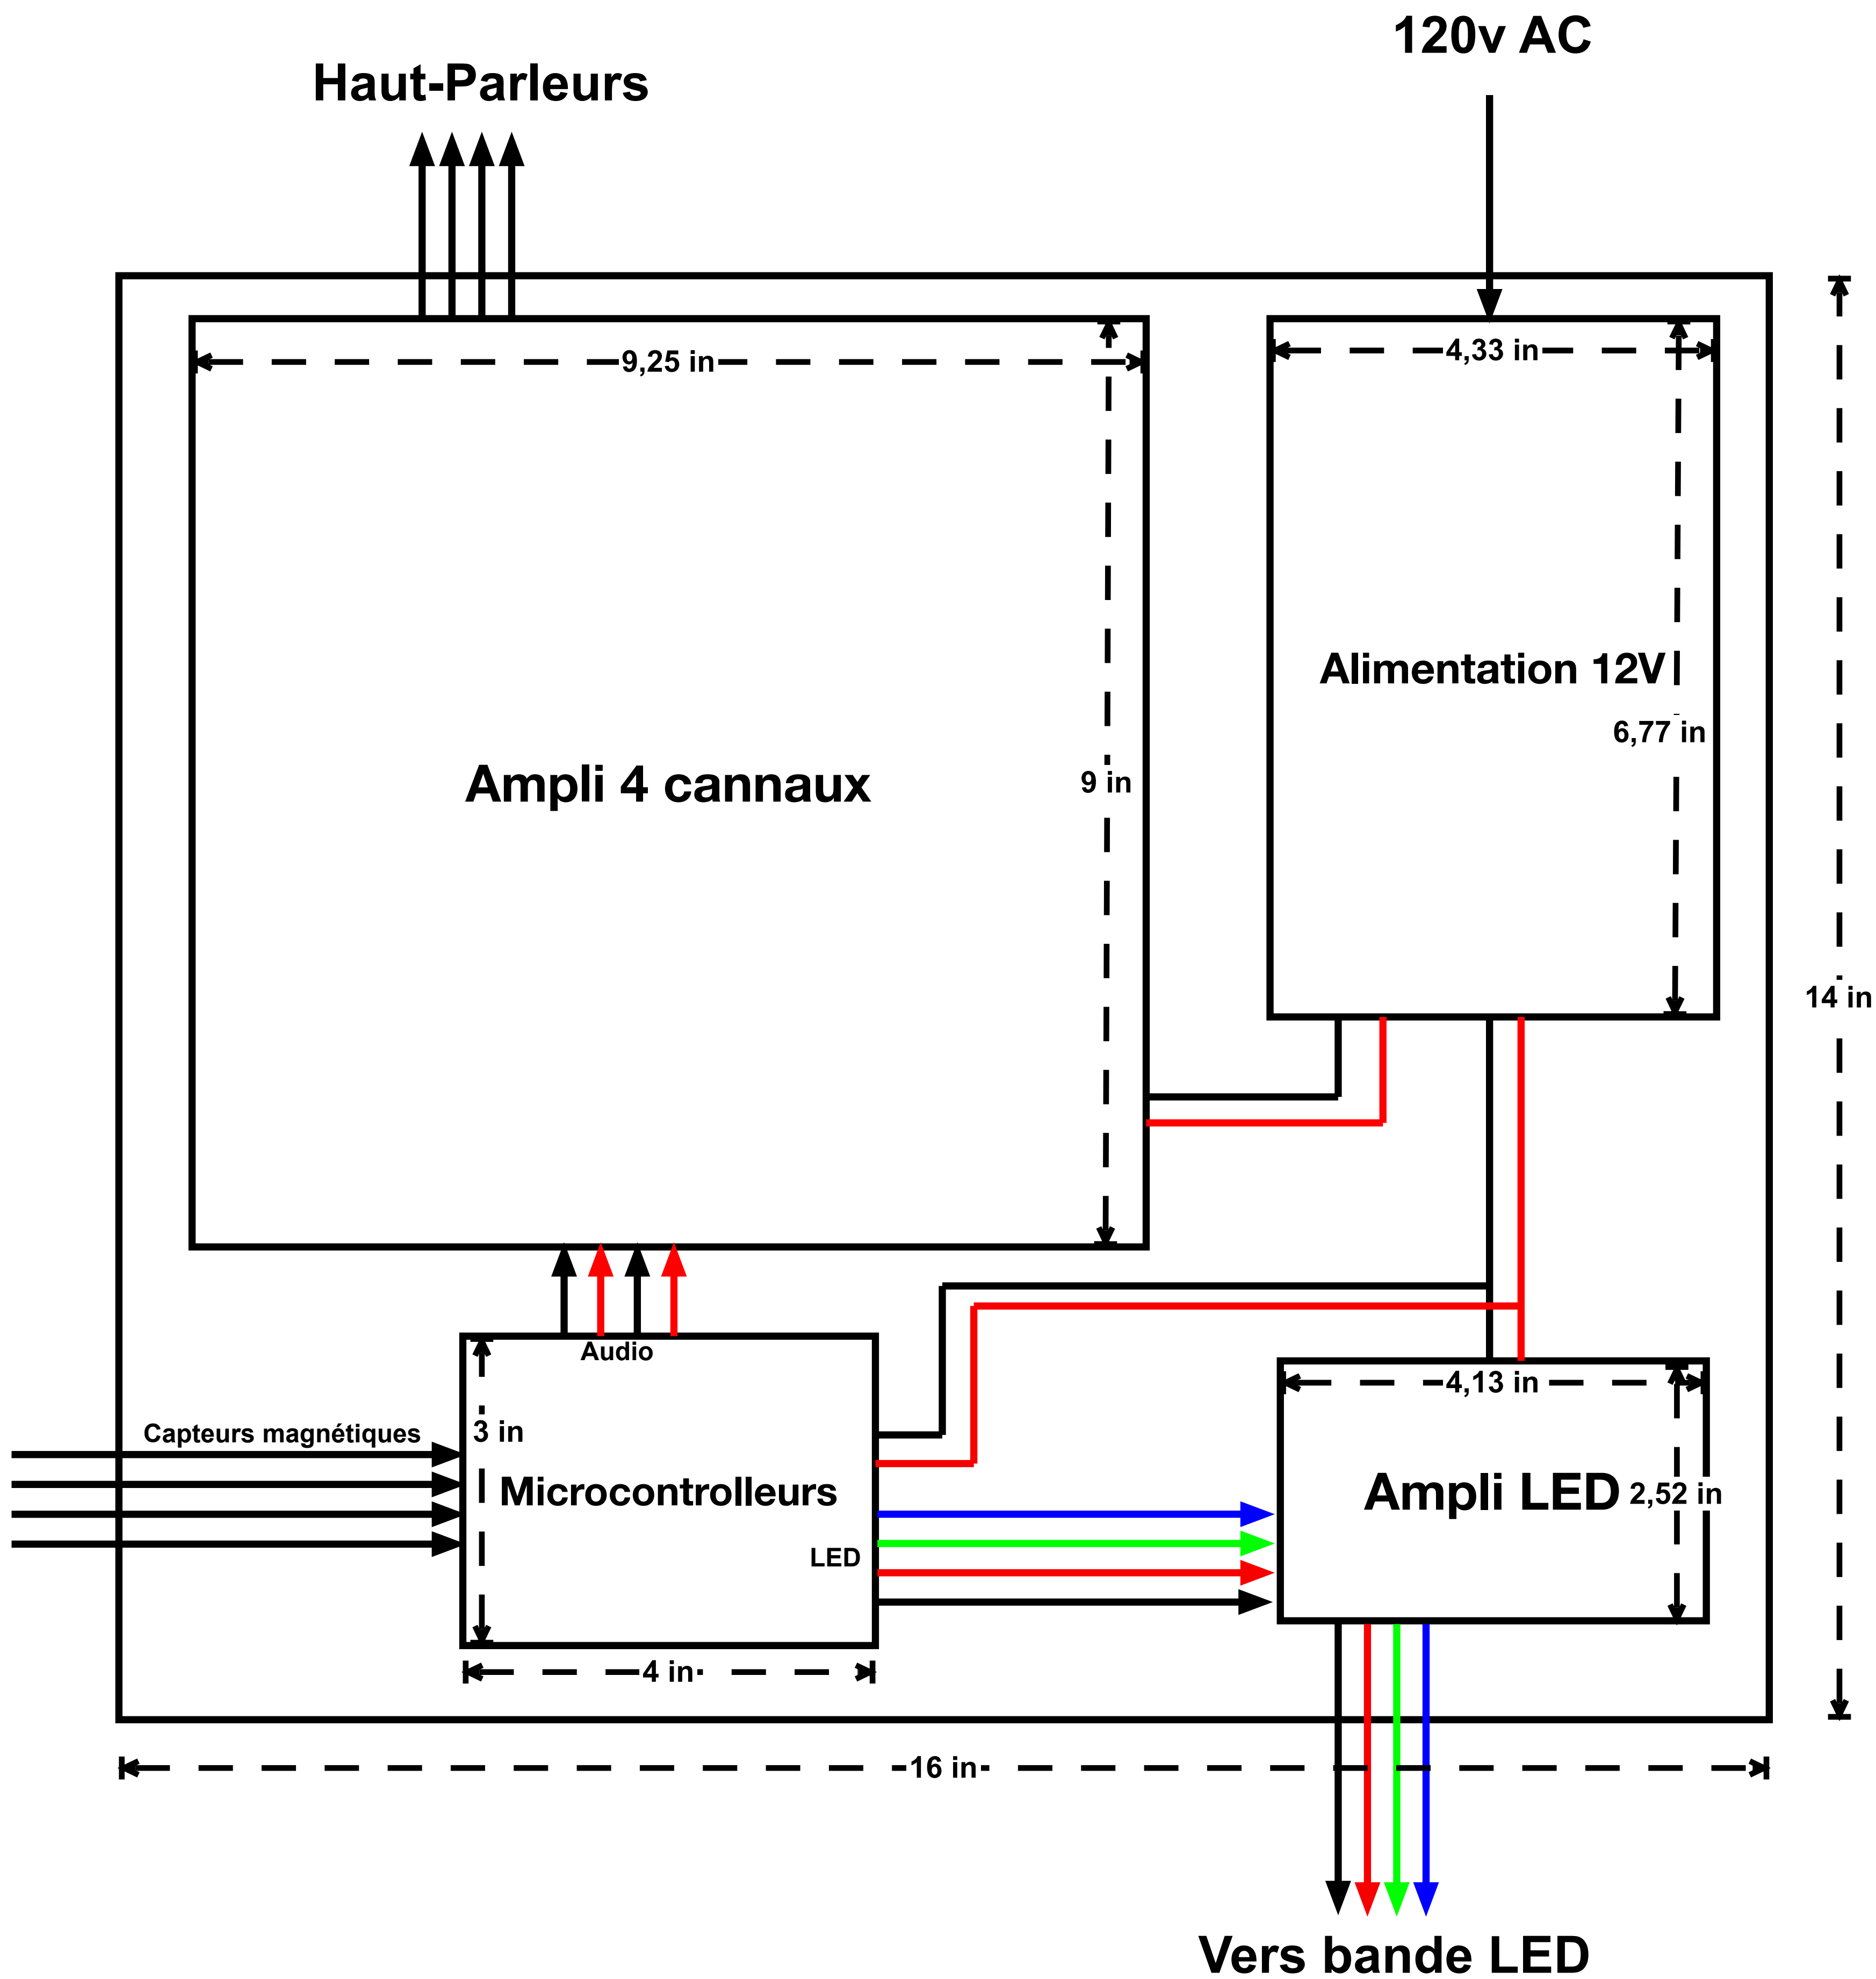 120v AC
Haut-Parleurs
9,25 in
4,33 in
Alimentation 12V
6,77 in
Ampli 4 cannaux
9 in
14 in
Audio
4,13 in
Capteurs magnétiques
3 in
Microcontrolleurs
Ampli LED
2,52 in
LED
4 in
16 in
Vers bande LED